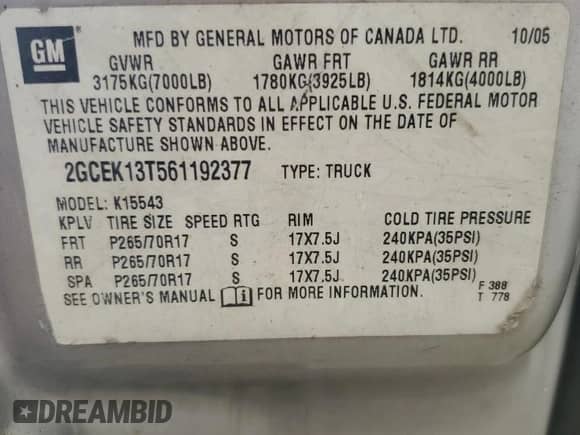 GM
MFD BY GENERAL MOTORS OF CANADA LTD. 10/05
GVWR GAWR FRT GAWR RR
3175KG(7000LB) 1780KG(3925LB) 1814KG(4000LB)
THIS VEHICLE CONFORMS TO ALL APPLICABLE U.S. FEDERAL MOTOR
VEHICLE SAFETY STANDARDS IN EFFECT ON THE DATE OF
MANUFACTURE SHOWN ABOVE.
2GCEK13T561192377 TYPE: TRUCK
MODEL: K15543
KPLV TIRE SIZE SPEED RTG RIM COLD TIRE PRESSURE
FRT P265/70R17 S 17X7.5J 240KPA(35PSI)
RR P265/70R17 S 17X7.5J 240KPA(35PSI)
SPA P265/70R17 S 17X7.5J 240KPA(35PSI)
SEE OWNER'S MANUAL i FOR MORE INFORMATION.
F 388
T 778
DREAMBID